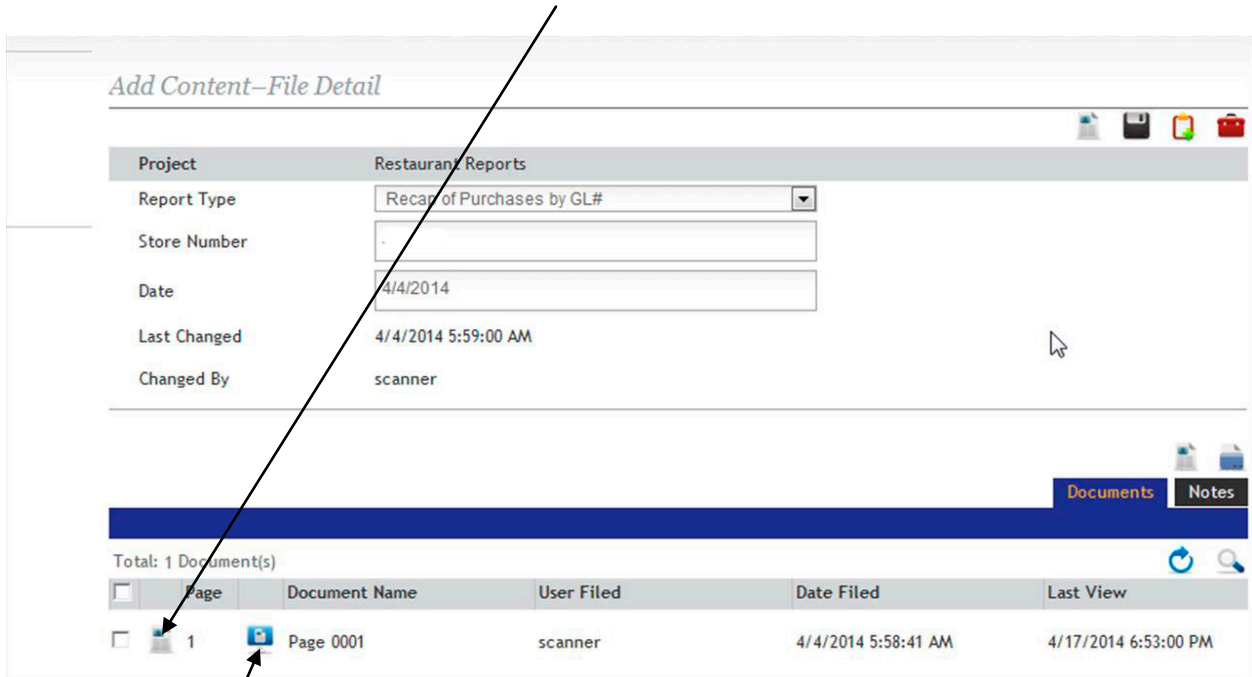 Add Content–File Detail
Project Restaurant Reports
Report Type Recap of Purchases by GL#
Store Number
Date 4/4/2014
Last Changed 4/4/2014 5:59:00 AM
Changed By scanner
Documents Notes
Total: 1 Document(s)
Page Document Name User Filed Date Filed Last View
1 Page 0001 scanner 4/4/2014 5:58:41 AM 4/17/2014 6:53:00 PM